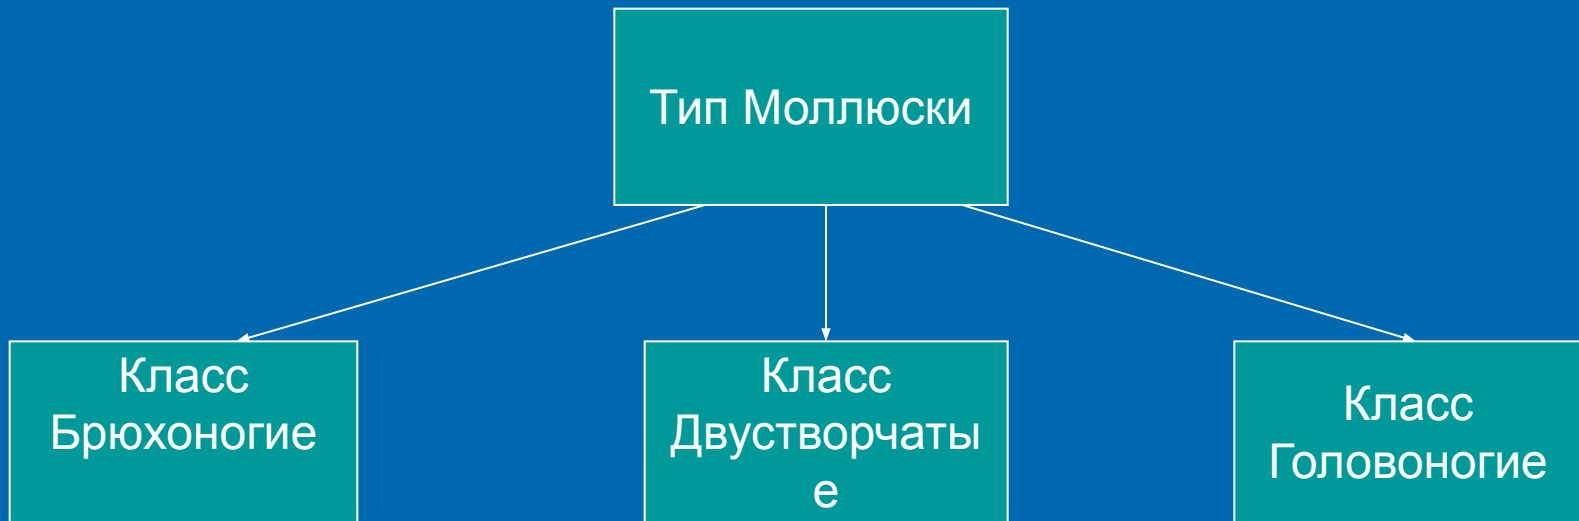 Тип Моллюски
Класс
Брюхоногие
Класс
Двустворчаты
е
Класс
Головоногие